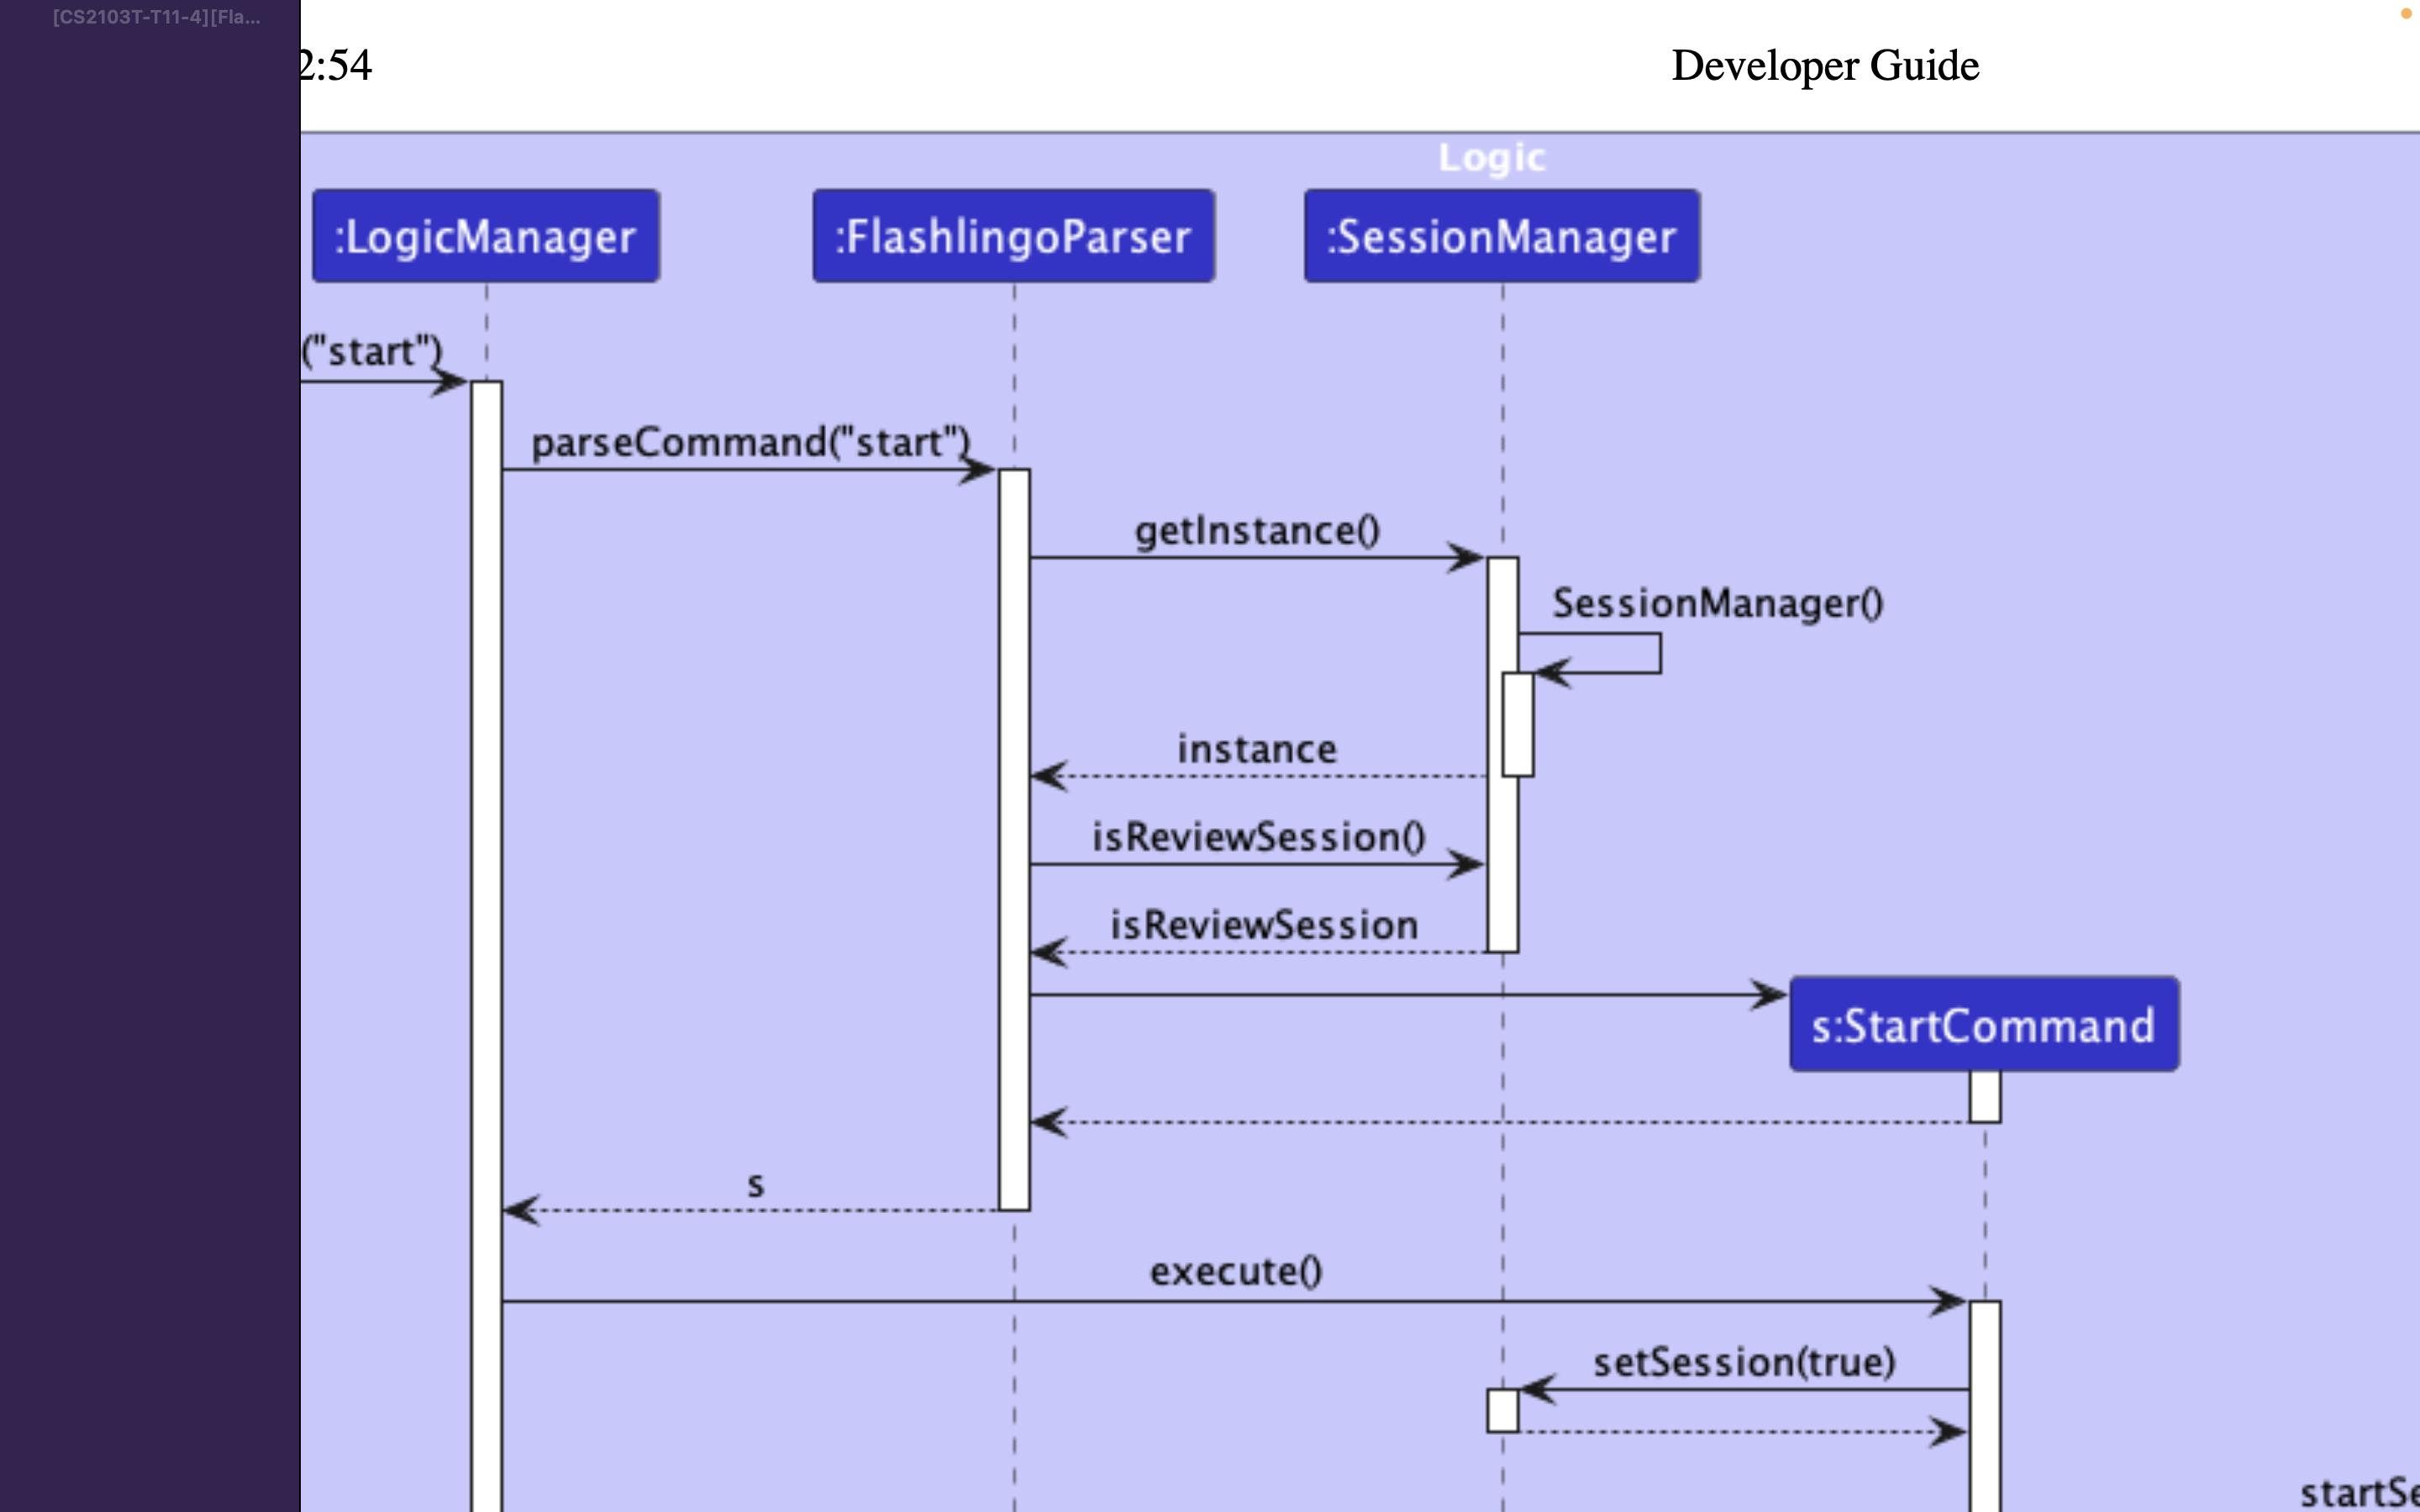 [CS2103T-T11-4][Fla...
2:54
Developer Guide
Logic
:LogicManager
:FlashlingoParser
:SessionManager
("start")
parseCommand("start")
getInstance()
SessionManager()
instance
isReviewSession()
isReviewSession
s:StartCommand
s
execute()
setSession(true)
startSe